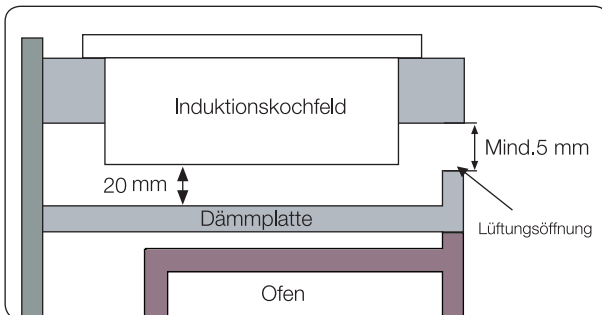 Induktionskochfeld
Mind.5 mm
20 mm
Dämmplatte
Lüftungsöffnung
Ofen